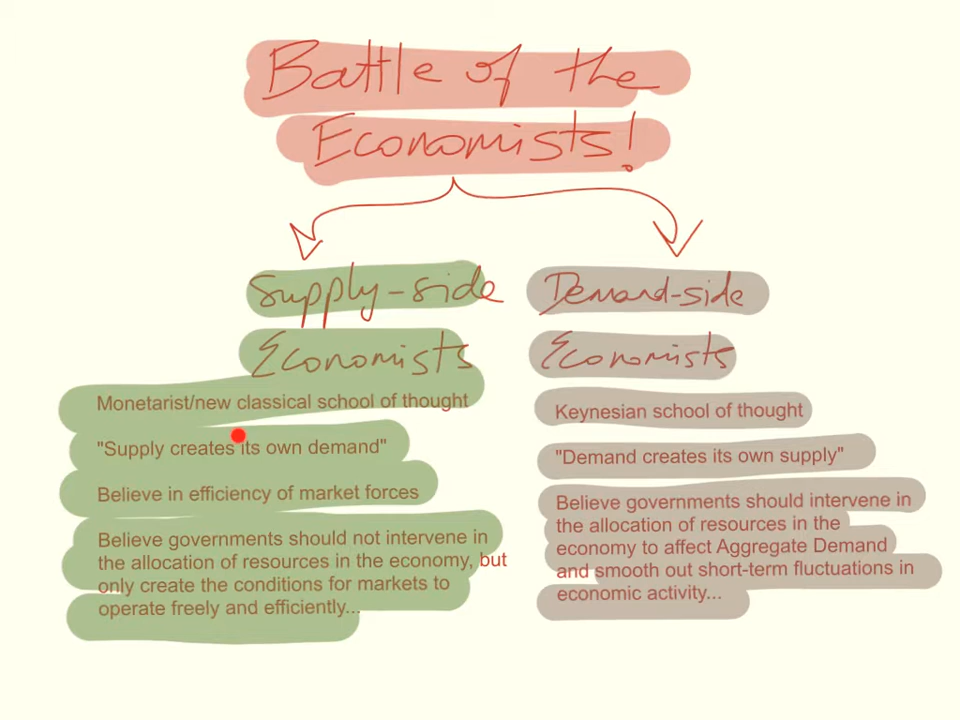 Battle of the
Economists!
Supply-side
Economists
Monetarist/new classical school of thought
"Supply creates its own demand"
Believe in efficiency of market forces
Believe governments should not intervene in
the allocation of resources in the economy, but
only create the conditions for markets to
operate freely and efficiently...
Demand-side
Economists
Keynesian school of thought
"Demand creates its own supply"
Believe governments should intervene in
the allocation of resources in the
economy to affect Aggregate Demand
and smooth out short-term fluctuations in
economic activity...